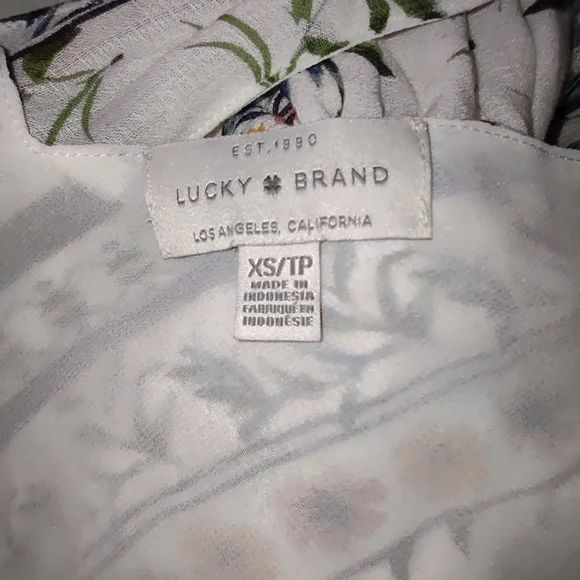 EST. 1990
LUCKY BRAND
LOS ANGELES, CALIFORNIA
XS/TP
MADE IN
INDONESIA
FABRIQUÉ EN
INDONÉSIE